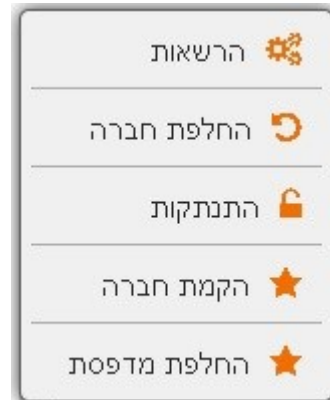 הרשאות
החלפת חברה
התנתקות
הקמת חברה
החלפת מדפסת